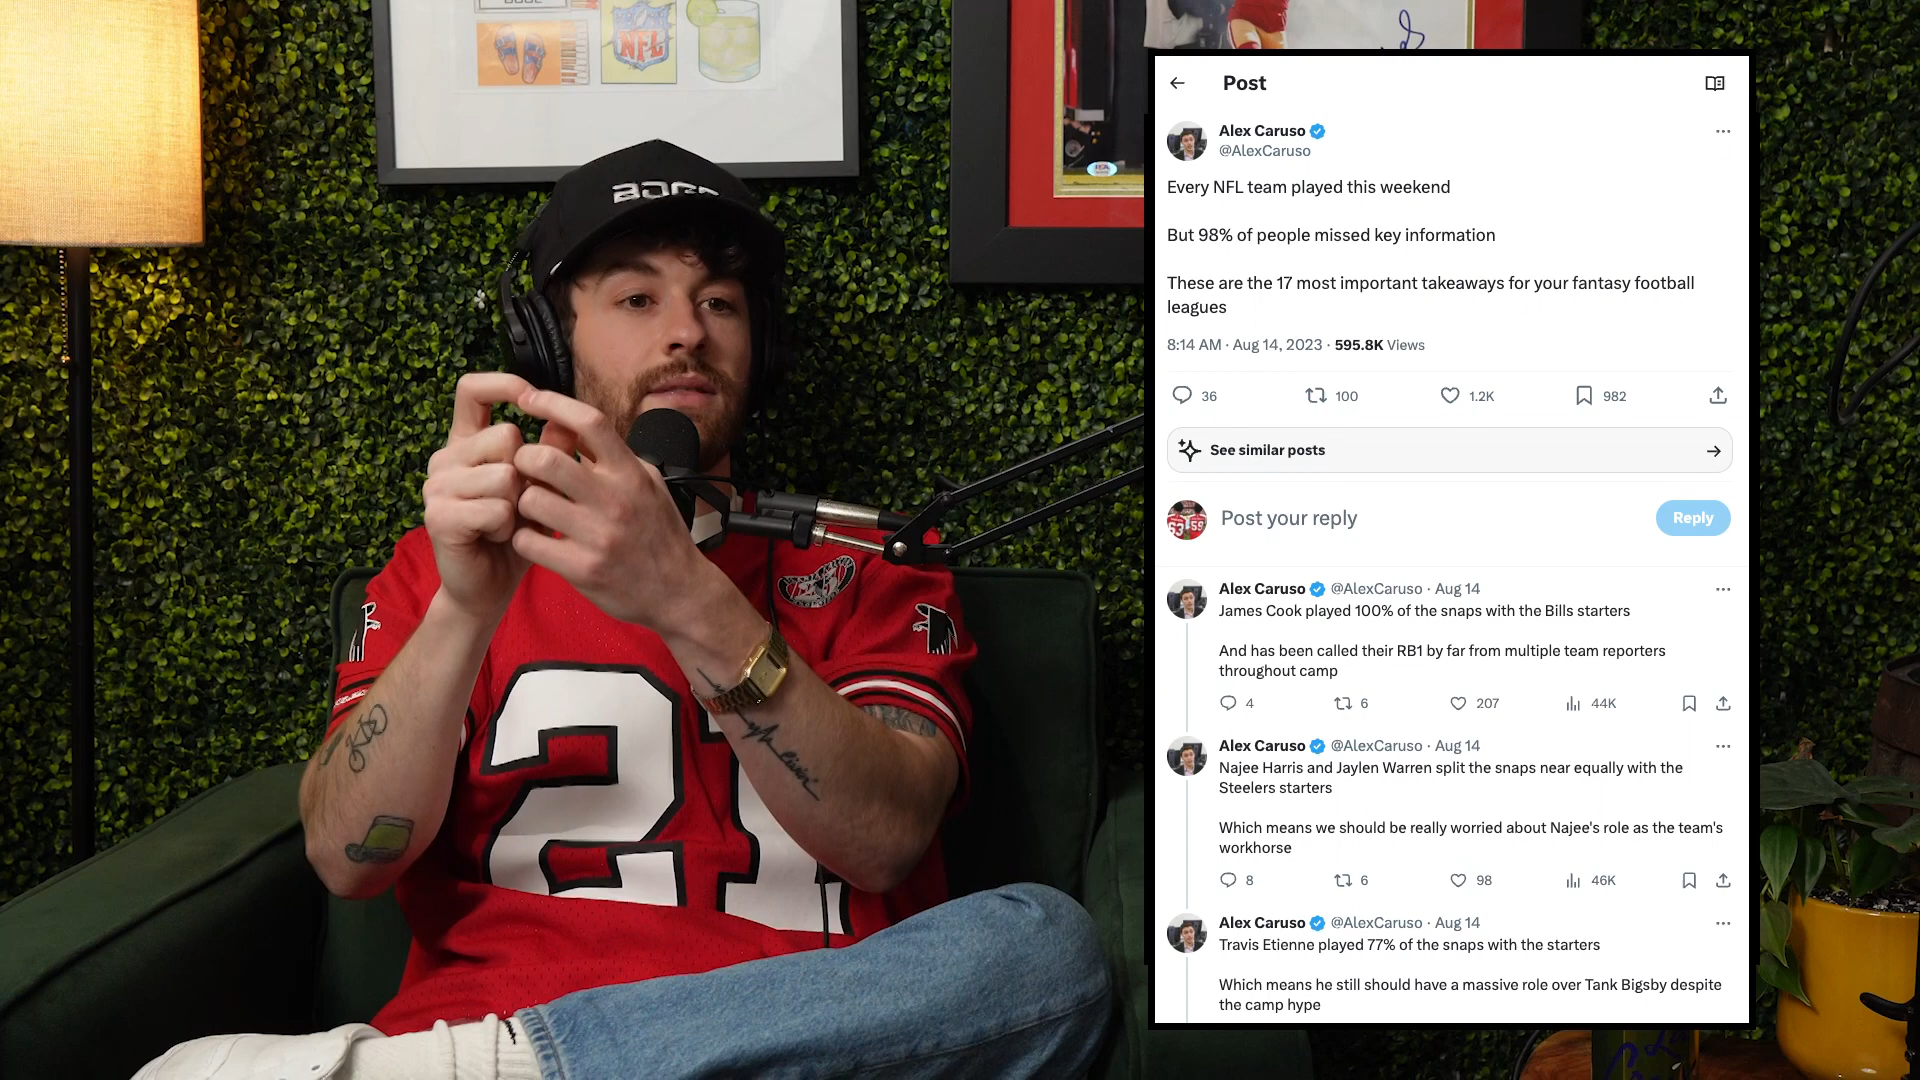 NFL
21
Post
Alex Caruso
@AlexCaruso
Every NFL team played this weekend
But 98% of people missed key information
These are the 17 most important takeaways for your fantasy football
leagues
8:14 AM · Aug 14, 2023 · 595.8K Views
36 100 1.2K 982
See similar posts
Post your reply
Reply
Alex Caruso @AlexCaruso · Aug 14
James Cook played 100% of the snaps with the Bills starters
And has been called their RB1 by far from multiple team reporters
throughout camp
4 6 207 44K
Alex Caruso @AlexCaruso · Aug 14
Najee Harris and Jaylen Warren split the snaps near equally with the
Steelers starters
Which means we should be really worried about Najee's role as the team's
workhorse
8 6 98 46K
Alex Caruso @AlexCaruso · Aug 14
Travis Etienne played 77% of the snaps with the starters
Which means he still should have a massive role over Tank Bigsby despite
the camp hype